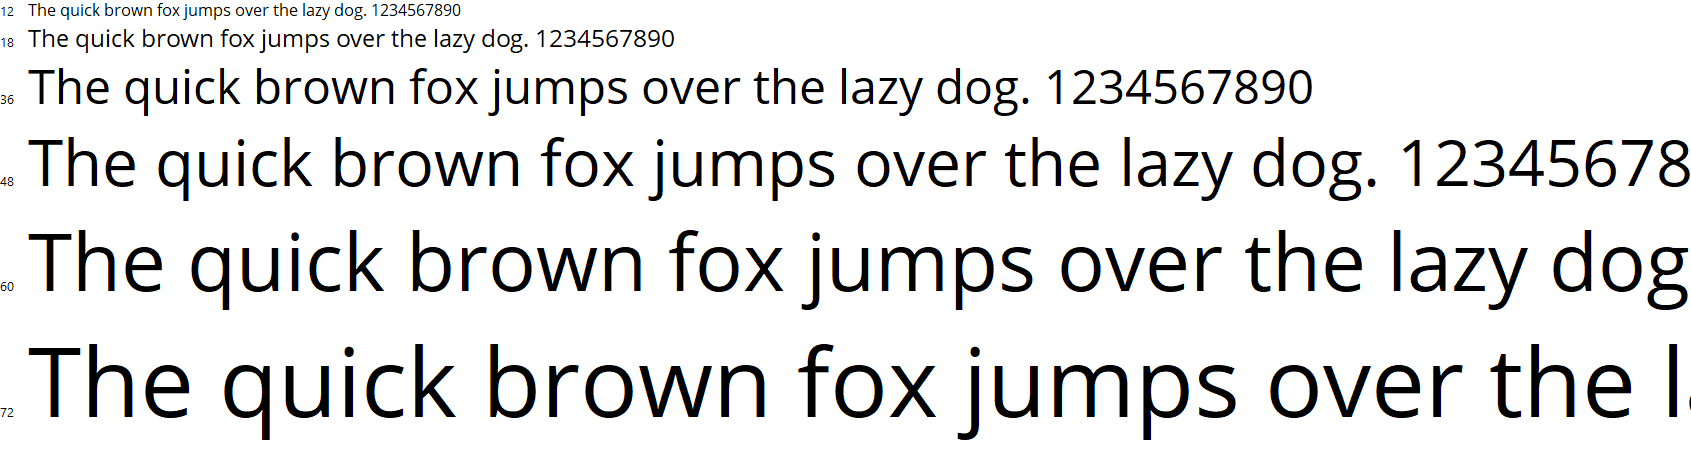 12 The quick brown fox jumps over the lazy dog. 1234567890
18 The quick brown fox jumps over the lazy dog. 1234567890
36 The quick brown fox jumps over the lazy dog. 1234567890
48 The quick brown fox jumps over the lazy dog. 12345678
60 The quick brown fox jumps over the lazy dog
72 The quick brown fox jumps over the l